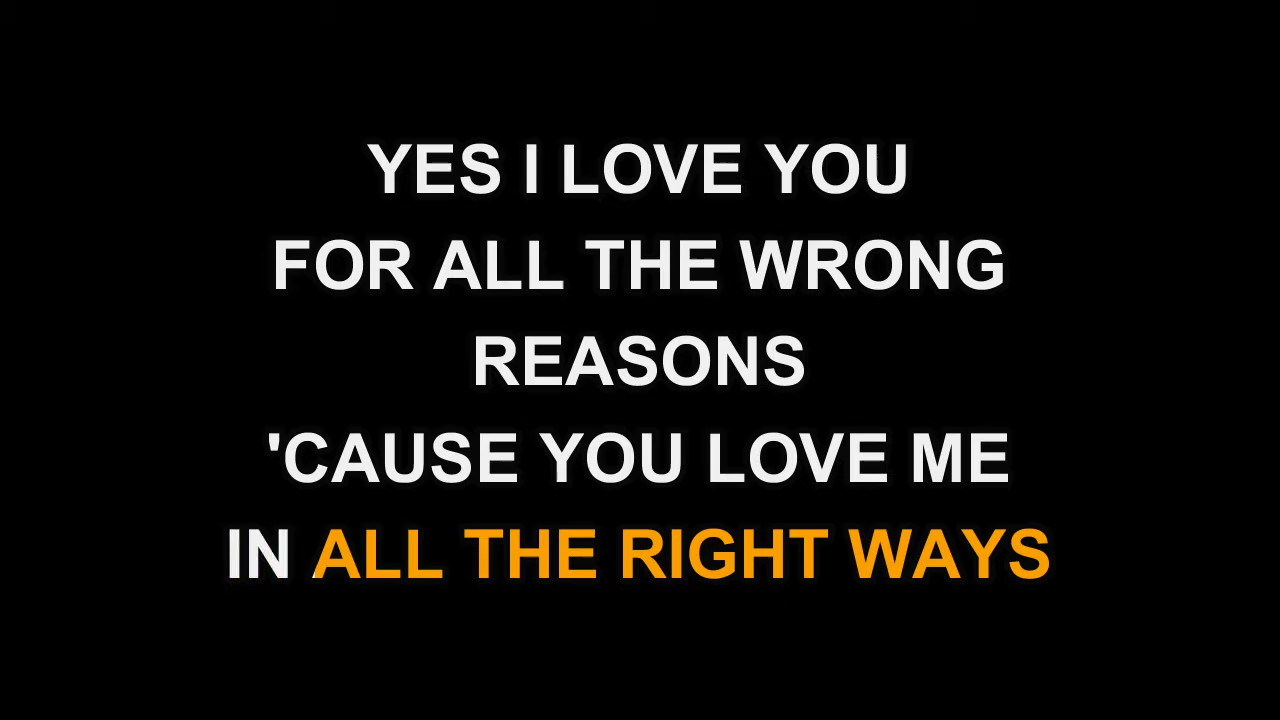 YES I LOVE YOU
FOR ALL THE WRONG
REASONS
'CAUSE YOU LOVE ME
IN ALL THE RIGHT WAYS